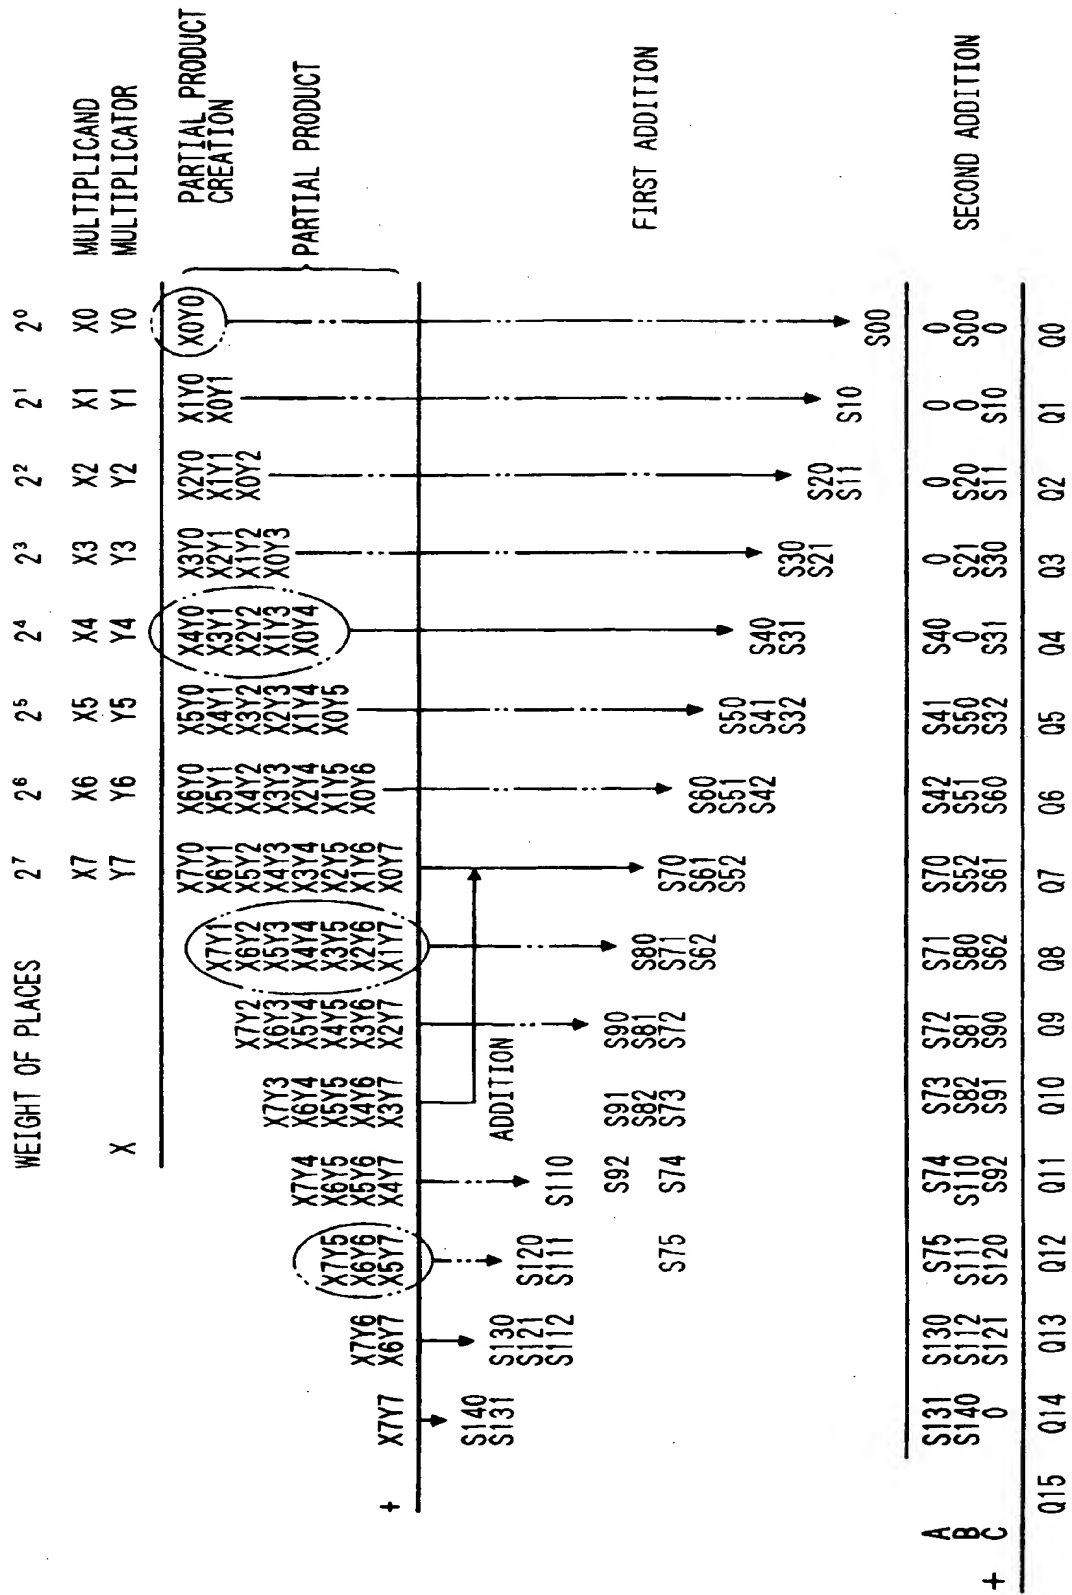 WEIGHT OF PLACES 2⁷ 2⁶ 2⁵ 2⁴ 2³ 2² 2¹ 2⁰
X7 X6 X5 X4 X3 X2 X1 X0 MULTIPLICAND
X Y7 Y6 Y5 Y4 Y3 Y2 Y1 Y0 MULTIPLICATOR
X7Y0 X6Y0 X5Y0 X4Y0 X3Y0 X2Y0 X1Y0 X0Y0 PARTIAL PRODUCT
X7Y1 X6Y1 X5Y1 X4Y1 X3Y1 X2Y1 X1Y1 X0Y1 CREATION
X7Y2 X6Y2 X5Y2 X4Y2 X3Y2 X2Y2 X1Y2 X0Y2
X7Y3 X6Y3 X5Y3 X4Y3 X3Y3 X2Y3 X1Y3 X0Y3
X7Y4 X6Y4 X5Y4 X4Y4 X3Y4 X2Y4 X1Y4 X0Y4 PARTIAL PRODUCT
X7Y5 X6Y5 X5Y5 X4Y5 X3Y5 X2Y5 X1Y5 X0Y5
X7Y6 X6Y6 X5Y6 X4Y6 X3Y6 X2Y6 X1Y6 X0Y6
+ X7Y7 X6Y7 X5Y7 X4Y7 X3Y7 X2Y7 X1Y7 X0Y7
S140
S131 S130 ADDITION
S121 S120
S112 S111 S110
S92 S91 S90
S82 S81 S80 FIRST ADDITION
S75 S74 S73 S72 S71 S70
S62 S61 S60
S52 S51 S50
S42 S41 S40
S32 S31 S30
S21 S20
S11 S10
S00
A S131 S130 S75 S74 S73 S72 S71 S70 S42 S41 S40 0 0 0 0
B S140 S112 S111 S110 S82 S81 S80 S52 S51 S50 0 S21 S20 0 S00 SECOND ADDITION
+ C 0 S121 S120 S92 S91 S90 S62 S61 S60 S32 S31 S30 S11 S10 0
Q15 Q14 Q13 Q12 Q11 Q10 Q9 Q8 Q7 Q6 Q5 Q4 Q3 Q2 Q1 Q0